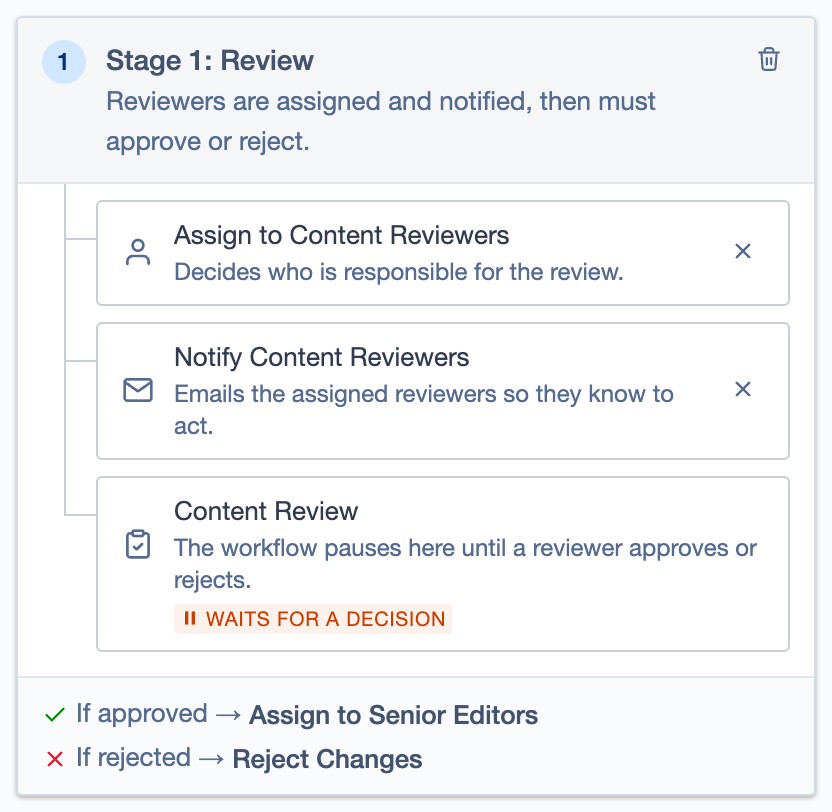 1
Stage 1: Review
Reviewers are assigned and notified, then must
approve or reject.
Assign to Content Reviewers
Decides who is responsible for the review.
Notify Content Reviewers
Emails the assigned reviewers so they know to
act.
Content Review
The workflow pauses here until a reviewer approves or
rejects.
WAITS FOR A DECISION
If approved → Assign to Senior Editors
If rejected → Reject Changes